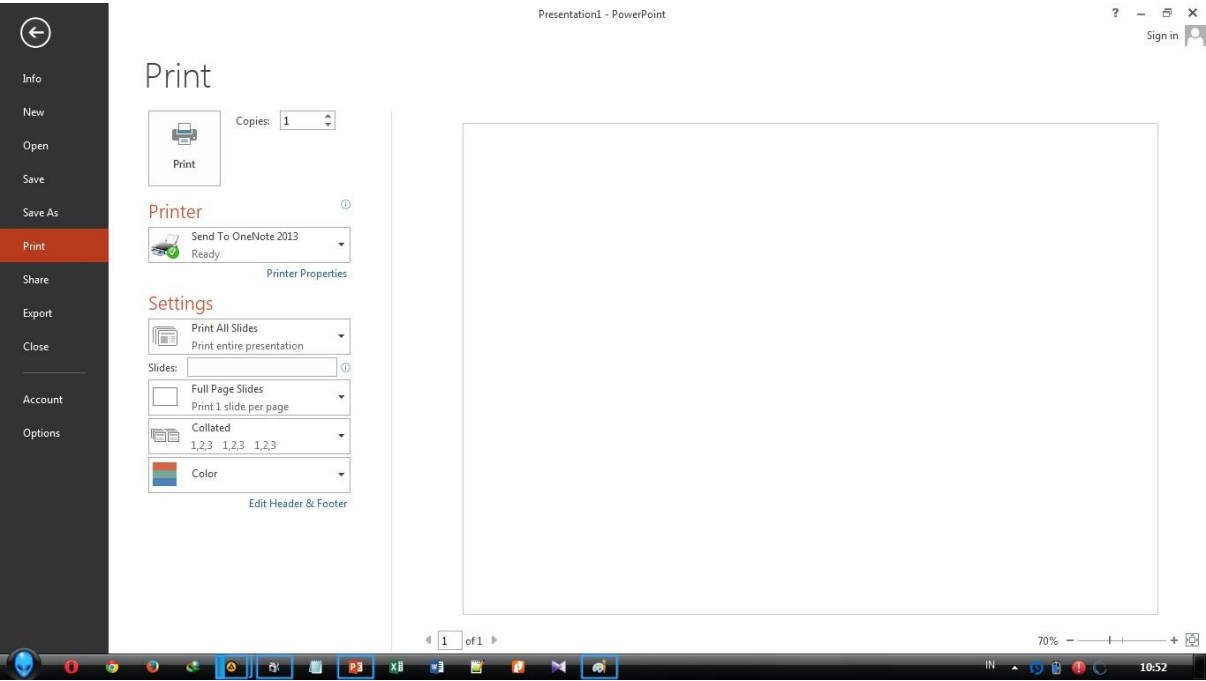 Presentation1 - PowerPoint
?
Sign in
Info
New
Open
Save
Save As
Print
Share
Export
Close
Account
Options
Print
Copies: 1
Print
Printer
Send To OneNote 2013
Ready
Printer Properties
Settings
Print All Slides
Print entire presentation
Slides:
Full Page Slides
Print 1 slide per page
Collated
1,2,3 1,2,3 1,2,3
Color
Edit Header & Footer
1 of 1
70%
IN
10:52